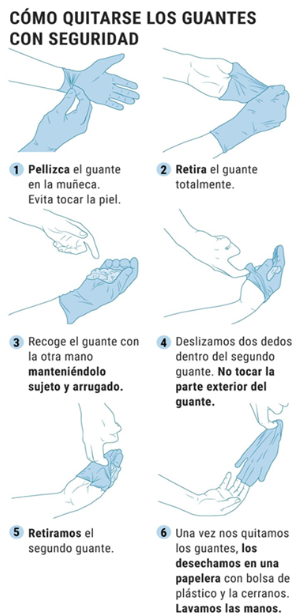 CÓMO QUITARSE LOS GUANTES
CON SEGURIDAD
1 Pellizca el guante
en la muñeca.
Evita tocar la piel.
2 Retira el guante
totalmente.
3 Recoge el guante con
la otra mano
manteniéndolo
sujeto y arrugado.
4 Deslizamos dos dedos
dentro del segundo
guante. No tocar la
parte exterior del
guante.
5 Retiramos el
segundo guante.
6 Una vez nos quitamos
los guantes, los
desechamos en una
papelera con bolsa de
plástico y la cerranos.
Lavamos las manos.